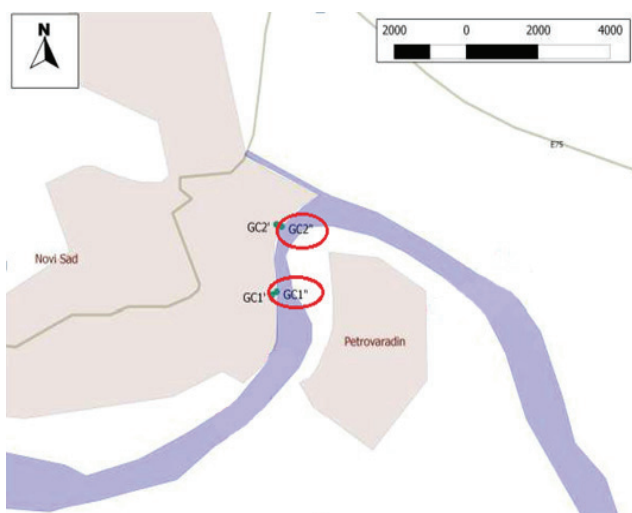 N
2000 0 2000 4000
E75
GC2' GC2"
Novi Sad
GC1' GC1"
Petrovaradin